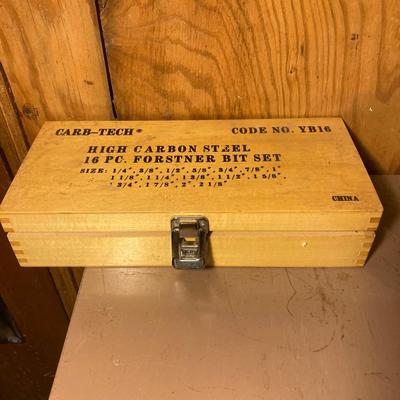 CARB-TECH® CODE NO. YB16
HIGH CARBON STEEL
16 PC. FORSTNER BIT SET
SIZE: 1/4", 3/8", 1/2", 5/8", 3/4", 7/8", 1"
1 1/8", 1 1/4", 1 3/8", 1 1/2", 1 5/8",
3/4", 1 7/8", 2", 2 1/8"
CHINA